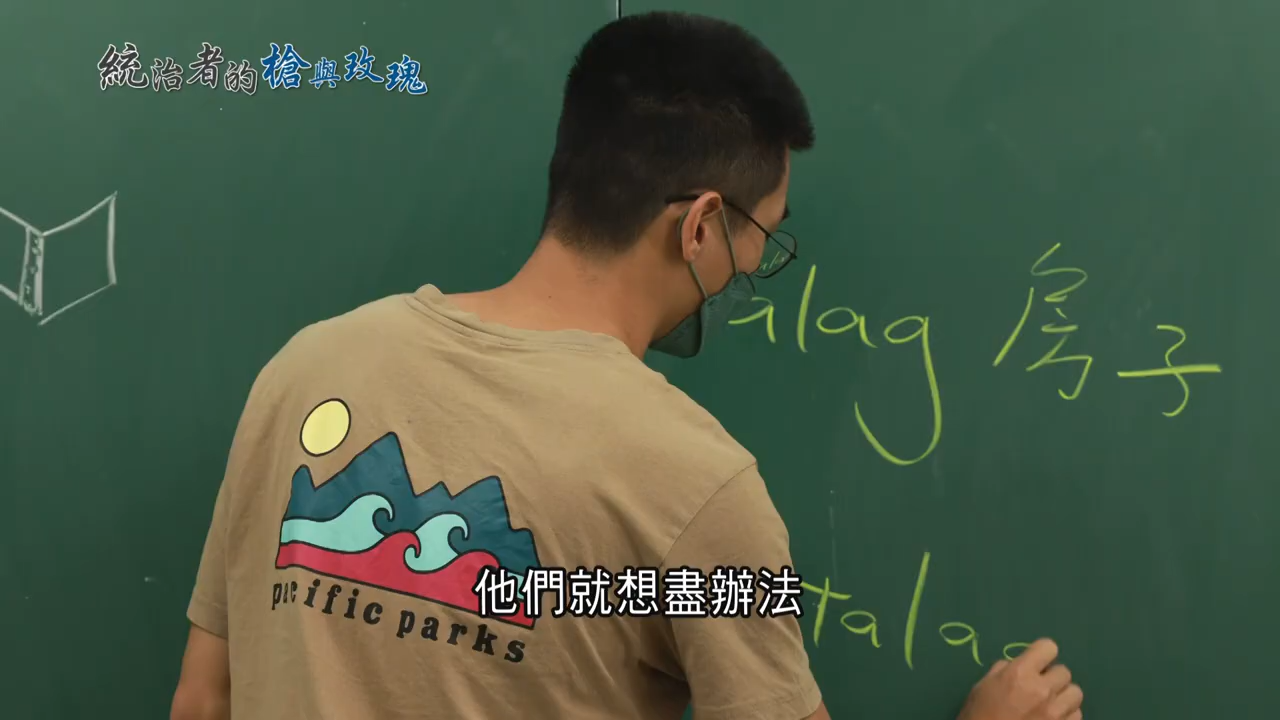 統治者的槍與玫瑰
alag 房子
pacific parks
他們就想盡辦法
tala